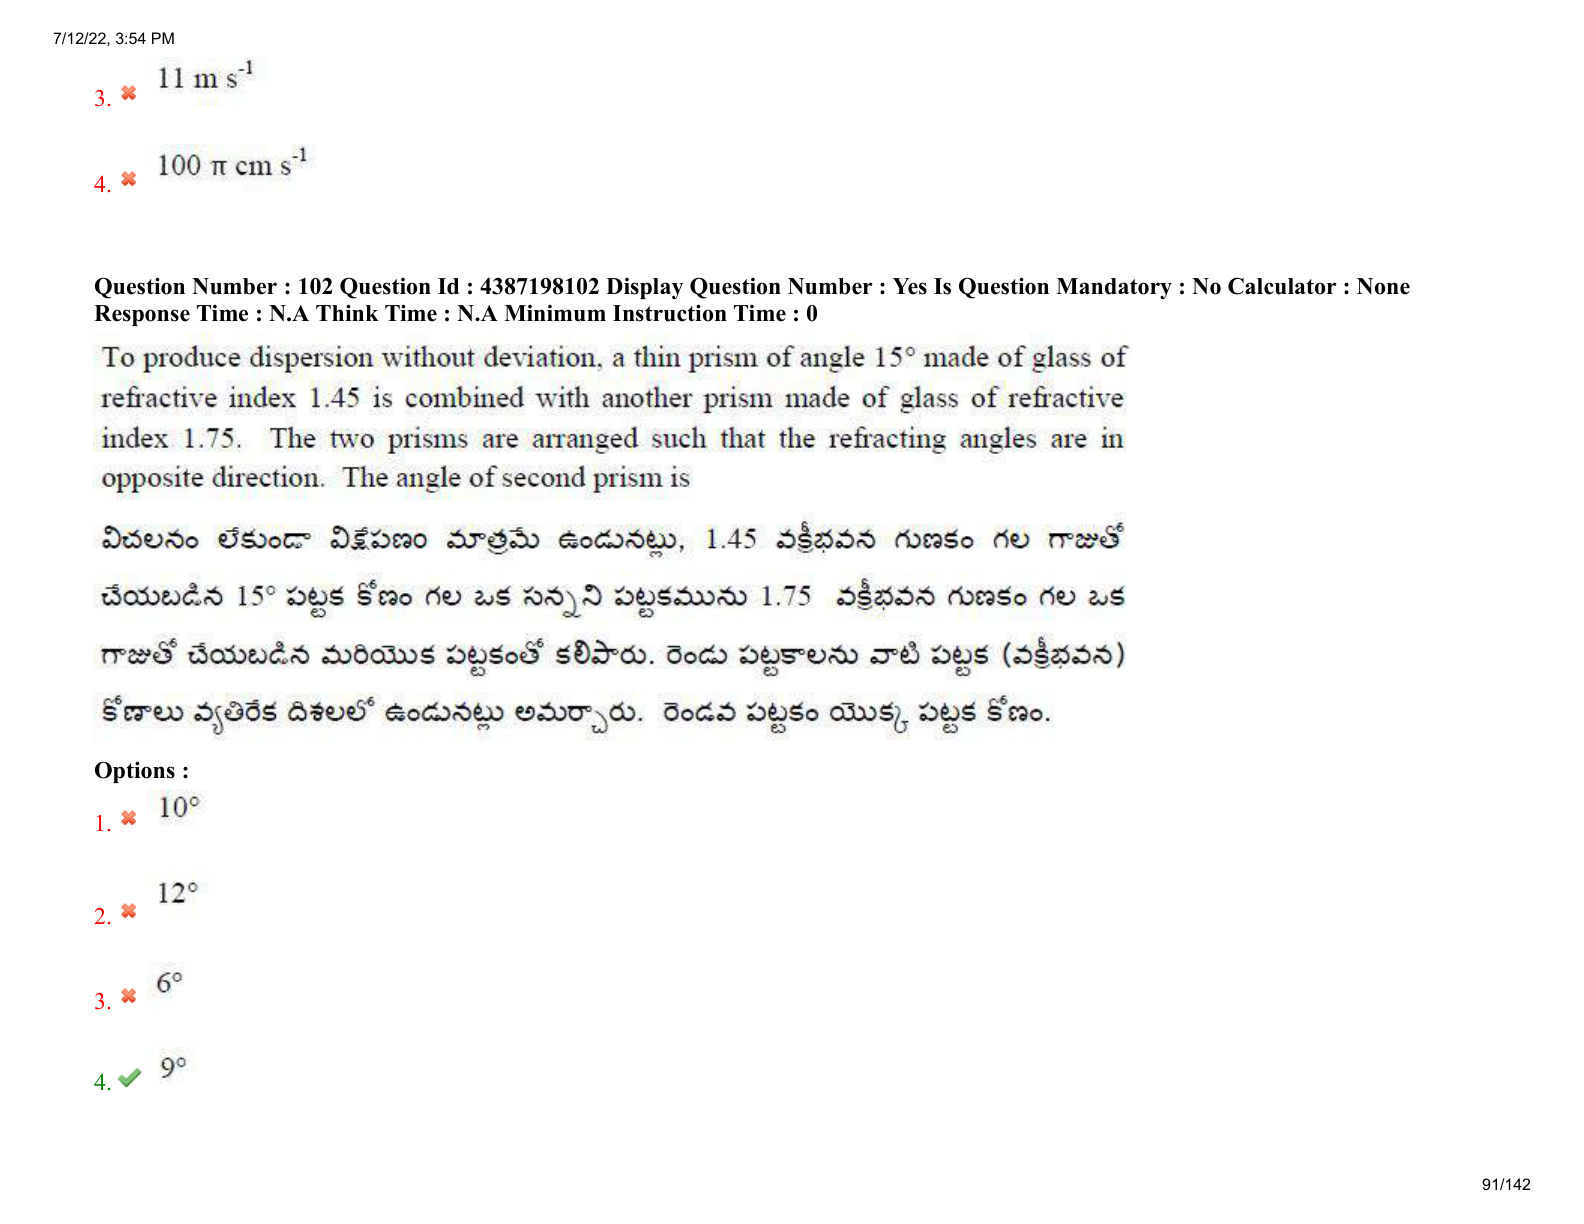 7/12/22, 3:54 PM
11 m s-1
3.
100 π cm s-1
4.
Question Number : 102 Question Id : 4387198102 Display Question Number : Yes Is Question Mandatory : No Calculator : None
Response Time : N.A Think Time : N.A Minimum Instruction Time : 0
To produce dispersion without deviation, a thin prism of angle 15° made of glass of
refractive index 1.45 is combined with another prism made of glass of refractive
index 1.75. The two prisms are arranged such that the refracting angles are in
opposite direction. The angle of second prism is
విచలనం లేకుండా విక్షేపణం మాత్రమే ఉండునట్లు, 1.45 వక్రీభవన గుణకం గల గాజుతో
చేయబడిన 15° పట్టక కోణం గల ఒక సన్నని పట్టకమును 1.75 వక్రీభవన గుణకం గల ఒక
గాజుతో చేయబడిన మరియొక పట్టకంతో కలిపారు. రెండు పట్టకాలను వాటి పట్టక (వక్రీభవన)
కోణాలు వ్యతిరేక దిశలలో ఉండునట్లు అమర్చారు. రెండవ పట్టకం యొక్క పట్టక కోణం.
Options :
1. 10°
2. 12°
3. 6°
4. 9°
91/142